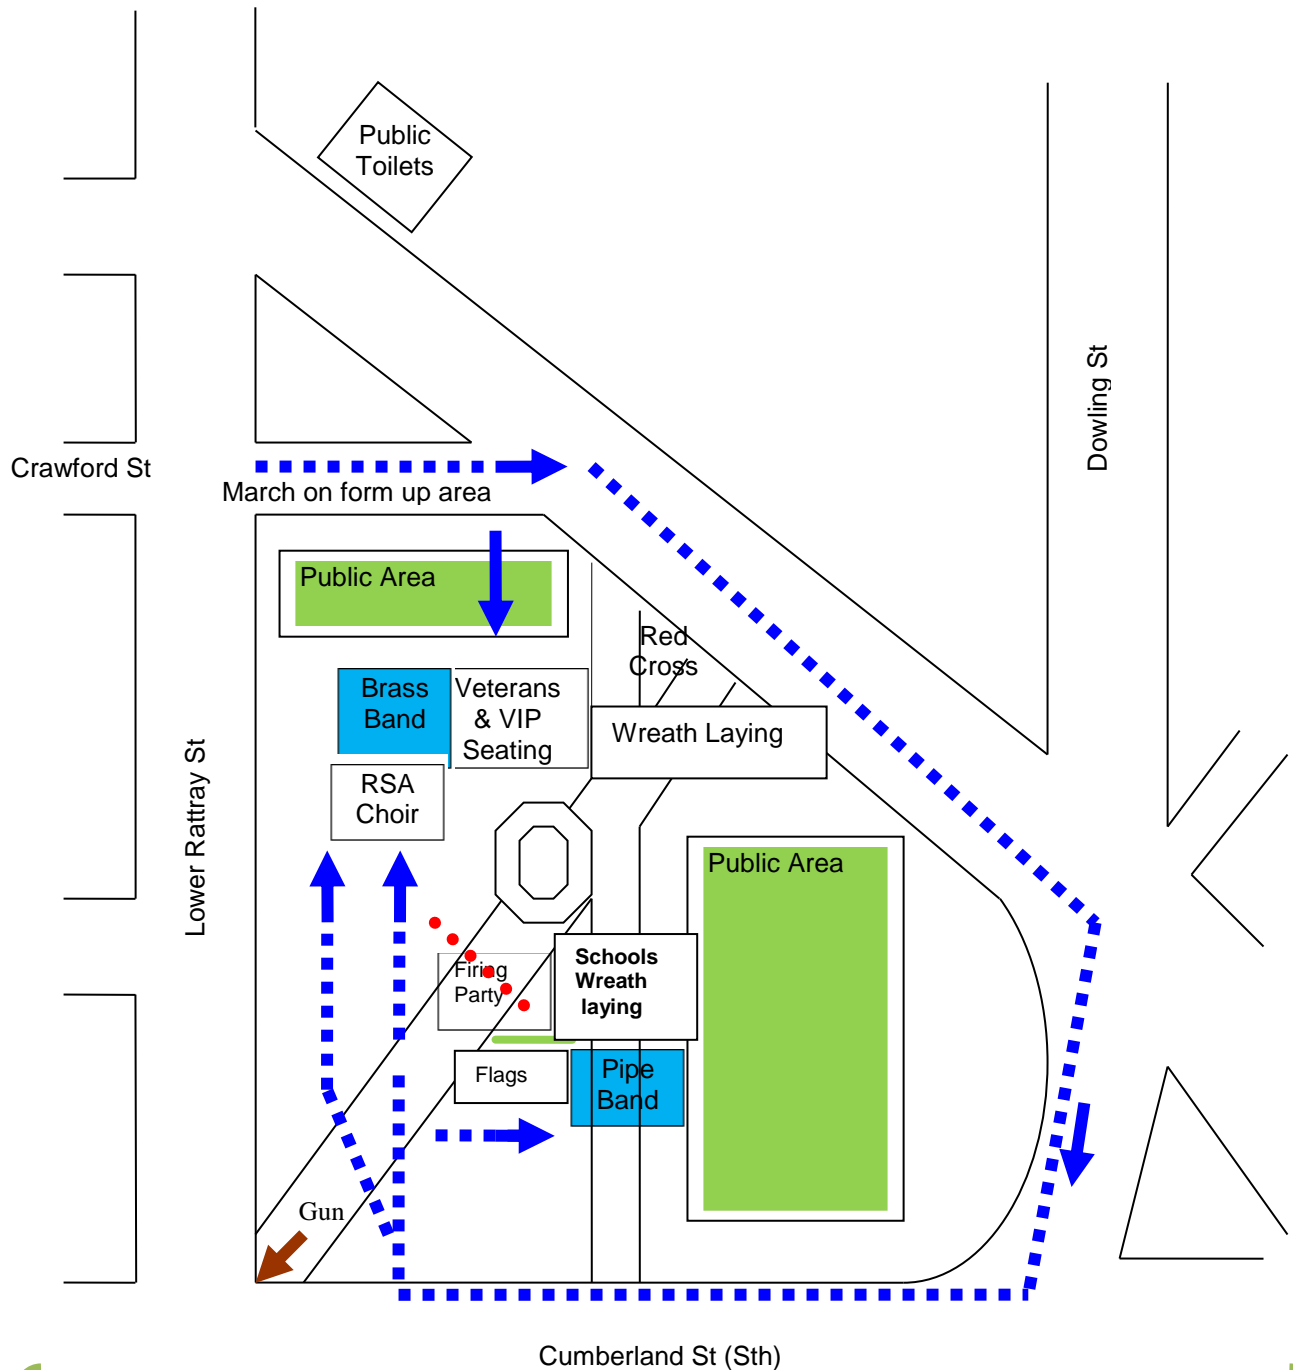 Public
Toilets
Dowling St
Crawford St
March on form up area
Public Area
Red
Cross
Brass
Band
Veterans
& VIP
Seating
Wreath Laying
Lower Rattray St
RSA
Choir
Public Area
Schools
Wreath
laying
Firing
Party
Flags
Pipe
Band
Gun
Cumberland St (Sth)